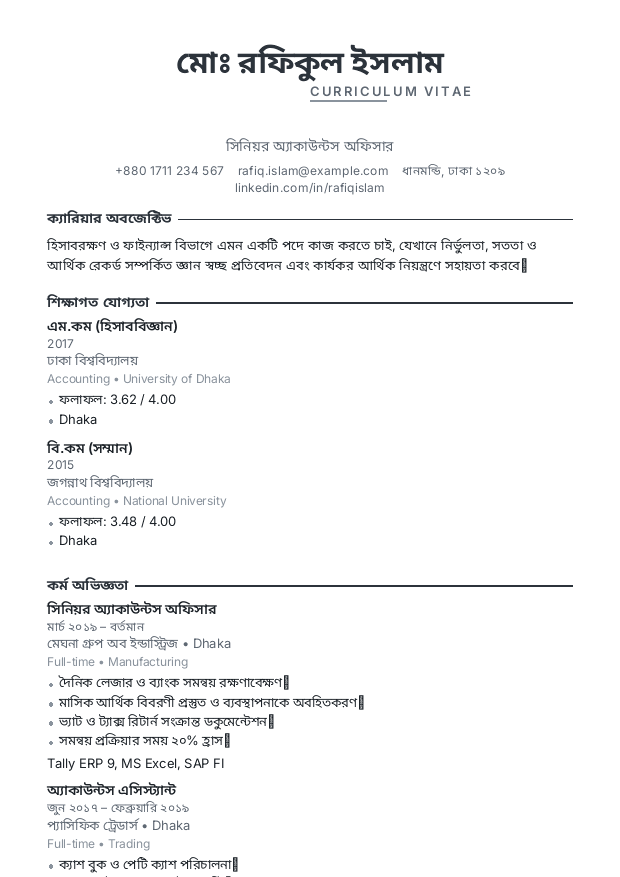 মোঃ রফিকুল ইসলাম
CURRICULUM VITAE
সিনিয়র অ্যাকাউন্টস অফিসার
+880 1711 234 567 rafiq.islam@example.com ধানমন্ডি, ঢাকা ১২০৯
linkedin.com/in/rafiqislam
ক্যারিয়ার অবজেক্টিভ
হিসাবরক্ষণ ও ফাইন্যান্স বিভাগে এমন একটি পদে কাজ করতে চাই, যেখানে নির্ভুলতা, সততা ও
আর্থিক রেকর্ড সম্পর্কিত জ্ঞান স্বচ্ছ প্রতিবেদন এবং কার্যকর আর্থিক নিয়ন্ত্রণে সহায়তা করবে
শিক্ষাগত যোগ্যতা
এম.কম (হিসাববিজ্ঞান)
2017
ঢাকা বিশ্ববিদ্যালয়
Accounting • University of Dhaka
• ফলাফল: 3.62 / 4.00
• Dhaka
বি.কম (সম্মান)
2015
জগন্নাথ বিশ্ববিদ্যালয়
Accounting • National University
• ফলাফল: 3.48 / 4.00
• Dhaka
কর্ম অভিজ্ঞতা
সিনিয়র অ্যাকাউন্টস অফিসার
মার্চ ২০১৯ – বর্তমান
মেঘনা গ্রুপ অব ইন্ডাস্ট্রিজ • Dhaka
Full-time • Manufacturing
• দৈনিক লেজার ও ব্যাংক সমন্বয় রক্ষণাবেক্ষণ
• মাসিক আর্থিক বিবরণী প্রস্তুত ও ব্যবস্থাপনাকে অবহিতকরণ
• ভ্যাট ও ট্যাক্স রিটার্ন সংক্রান্ত ডকুমেন্টেশন
• সমন্বয় প্রক্রিয়ার সময় ২০% হ্রাস
Tally ERP 9, MS Excel, SAP FI
অ্যাকাউন্টস এসিস্ট্যান্ট
জুন ২০১৭ – ফেব্রুয়ারি ২০১৯
প্যাসিফিক ট্রেডার্স • Dhaka
Full-time • Trading
• ক্যাশ বুক ও পেটি ক্যাশ পরিচালনা